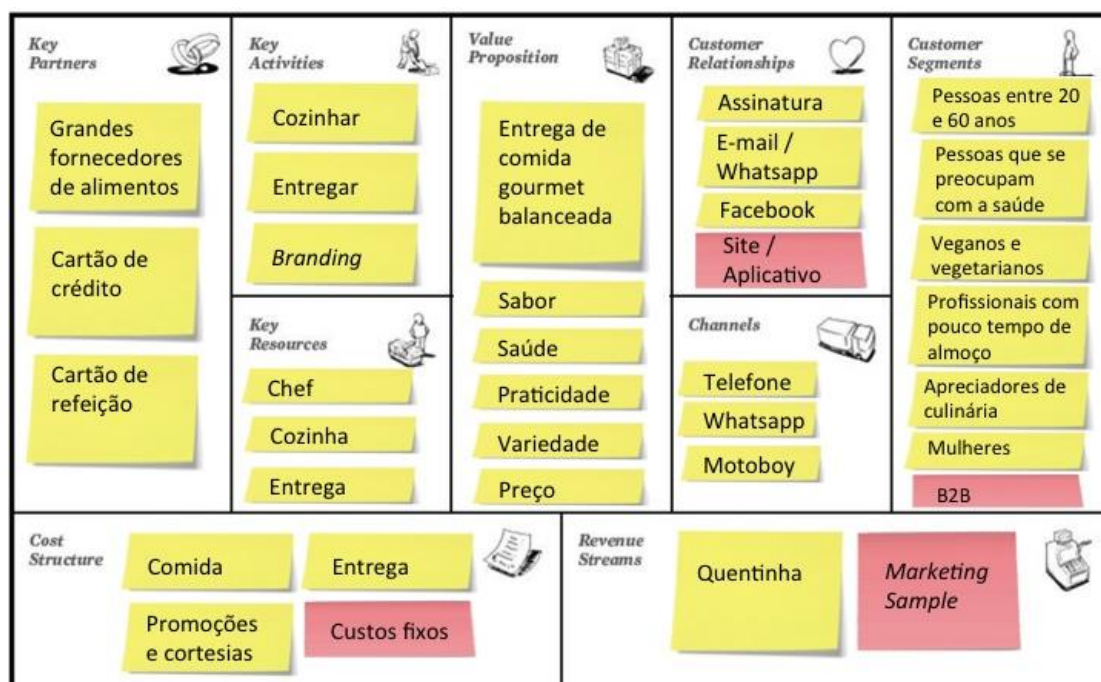 Key
Partners
Grandes
fornecedores
de alimentos
Cartão de
crédito
Cartão de
refeição
Key
Activities
Cozinhar
Entregar
Branding
Key
Resources
Chef
Cozinha
Entrega
Value
Proposition
Entrega de
comida
gourmet
balanceada
Sabor
Saúde
Praticidade
Variedade
Preço
Customer
Relationships
Assinatura
E-mail /
Whatsapp
Facebook
Site /
Aplicativo
Channels
Telefone
Whatsapp
Motoboy
Customer
Segments
Pessoas entre 20
e 60 anos
Pessoas que se
preocupam
com a saúde
Veganos e
vegetarianos
Profissionais com
pouco tempo de
almoço
Apreciadores de
culinária
Mulheres
B2B
Cost
Structure
Comida
Entrega
Promoções
e cortesias
Custos fixos
Revenue
Streams
Quentinha
Marketing
Sample